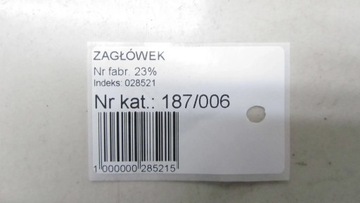 ZAGŁÓWEK
Nr fabr. 23%
Indeks: 028521
Nr kat.: 187/006
1 000000 285215